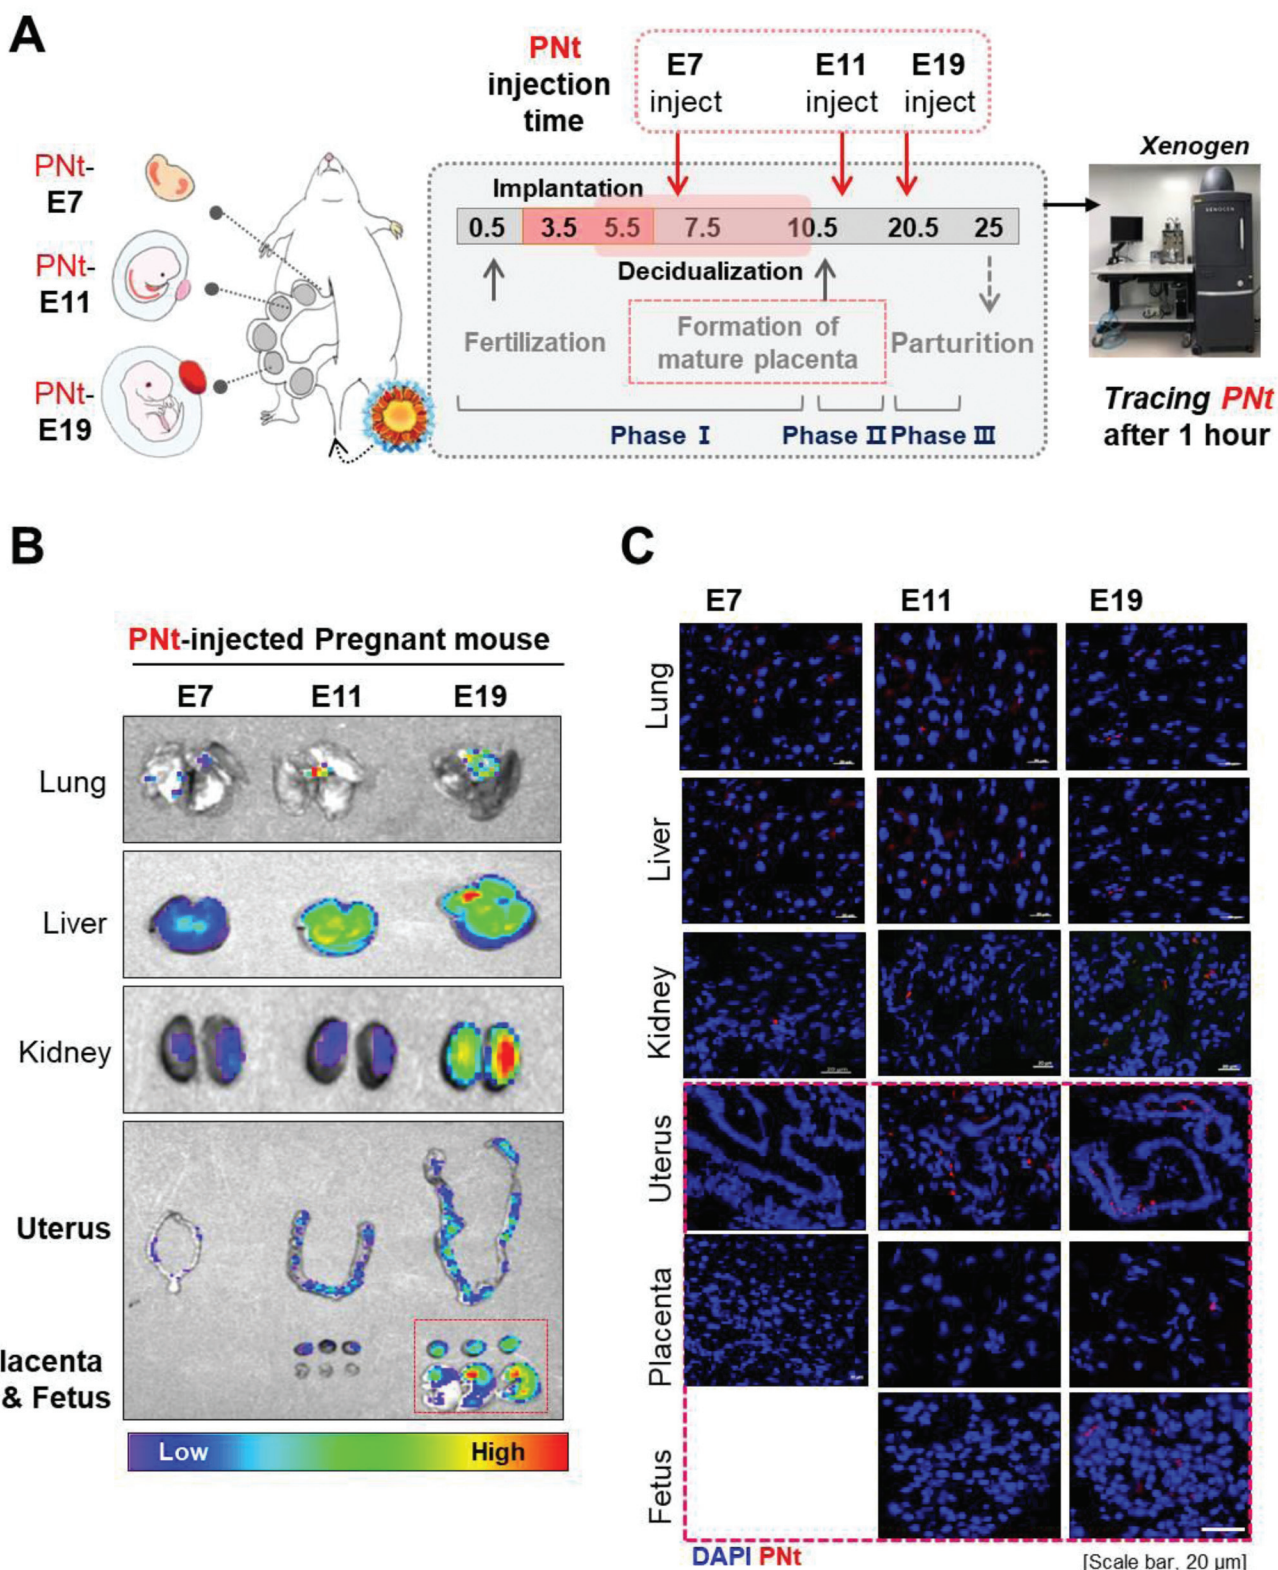 A
PNt
injection
time
E7
inject
E11
inject
E19
inject
PNt-
E7
PNt-
E11
PNt-
E19
Implantation
0.5 3.5 5.5 7.5 10.5 20.5 25
Decidualization
Fertilization
Formation of
mature placenta
Parturition
Phase I
Phase II
Phase III
Xenogen
XENOGEN
Tracing PNt
after 1 hour
B
PNt-injected Pregnant mouse
E7 E11 E19
Lung
Liver
Kidney
Uterus
lacenta
& Fetus
Low High
C
E7 E11 E19
Lung
Liver
Kidney
Uterus
Placenta
Fetus
DAPI PNt
[Scale bar, 20 μm]